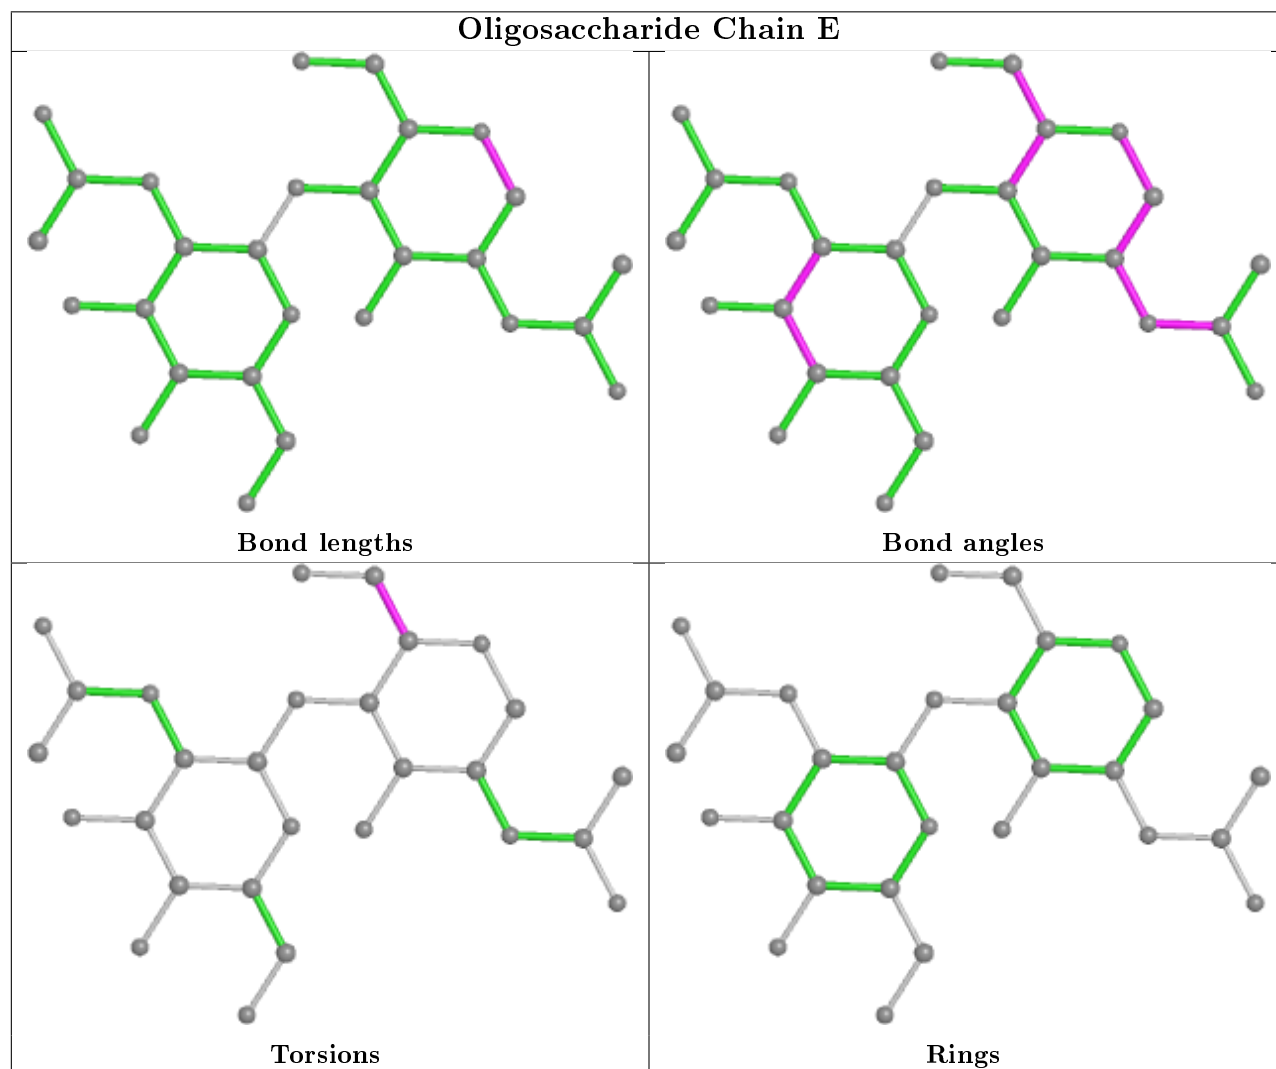 Oligosaccharide Chain E
Bond lengths
Bond angles
Torsions
Rings